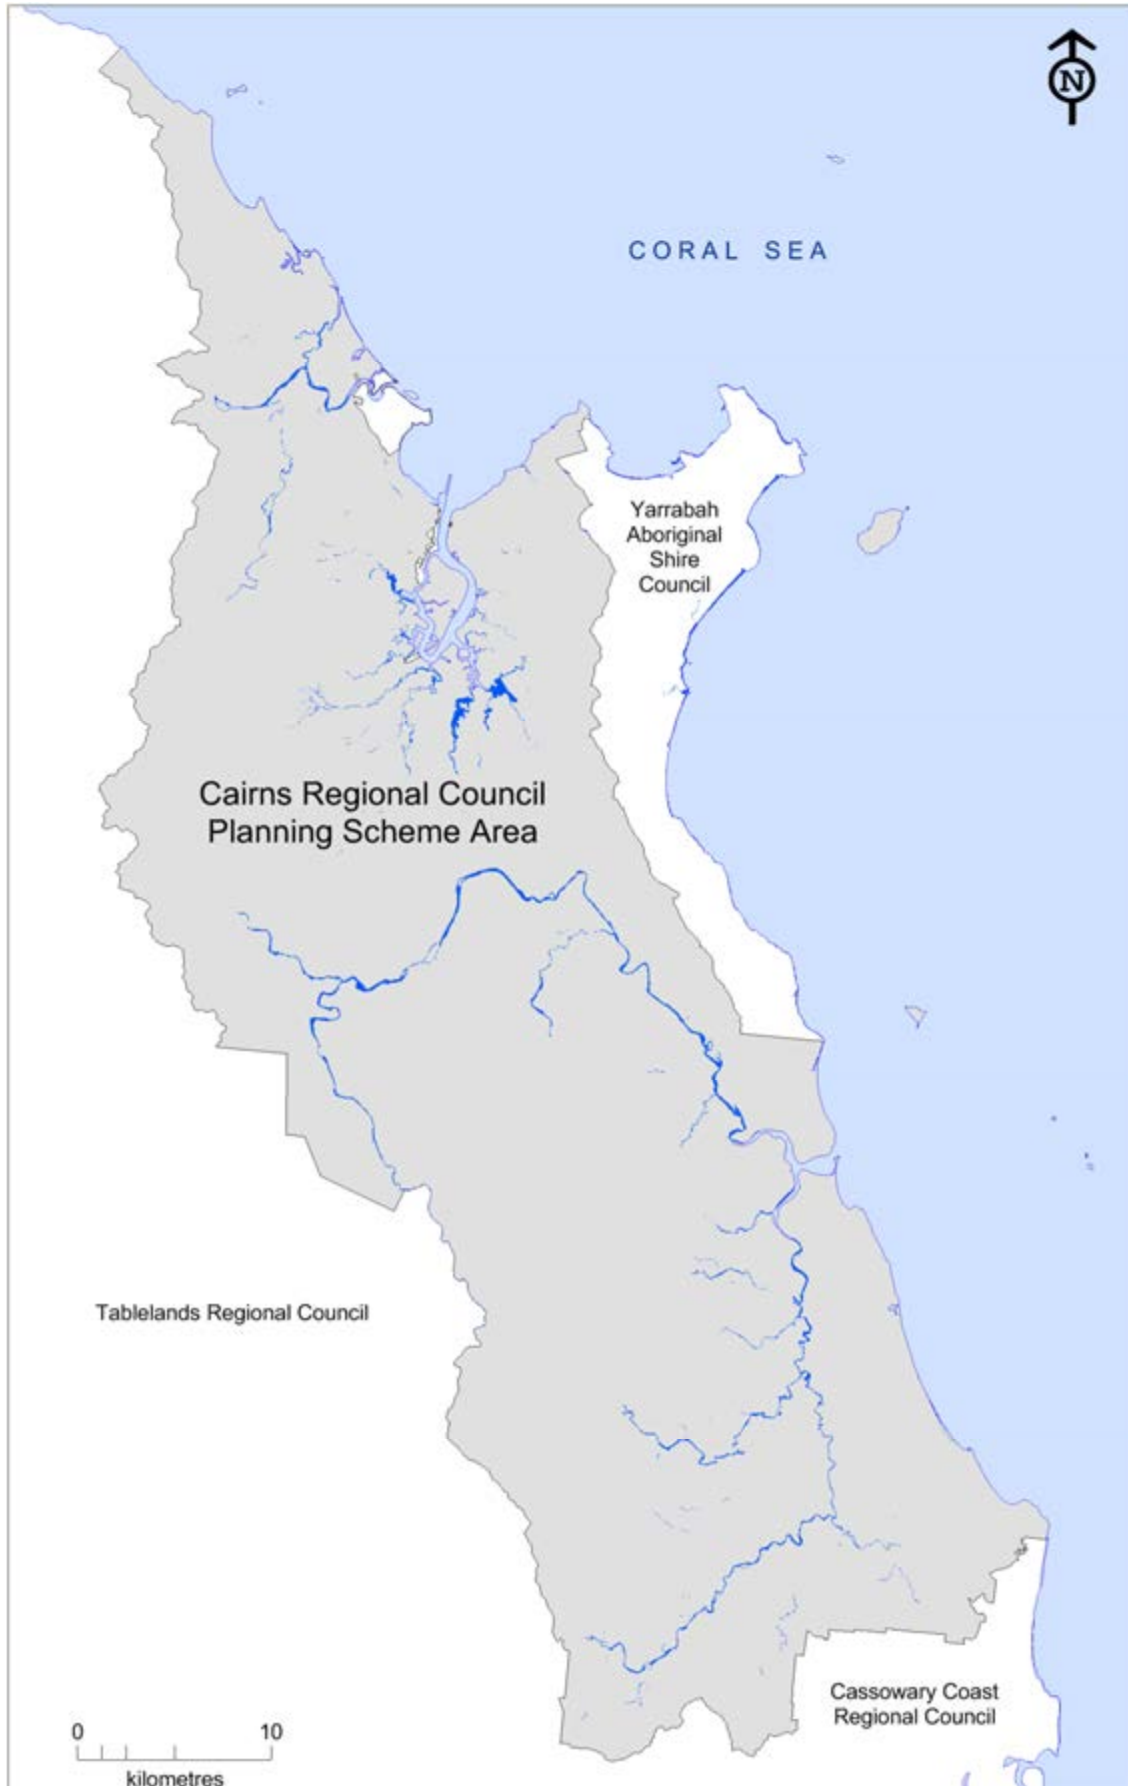 N
CORAL SEA
Yarrabah
Aboriginal
Shire
Council
Cairns Regional Council
Planning Scheme Area
Tablelands Regional Council
Cassowary Coast
Regional Council
0 10
kilometres